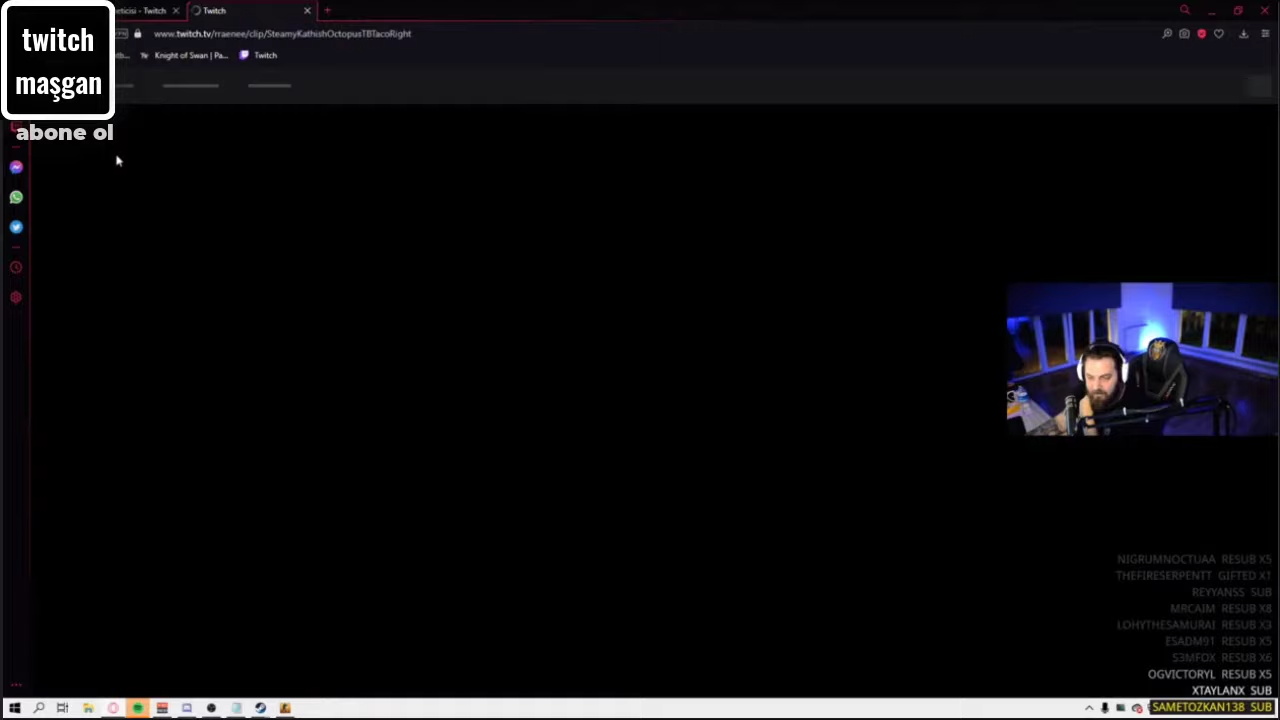 twitch
maşgan
abone ol
eticisi - Twitch
Twitch
www.twitch.tv/rraenee/clip/SteamyKathishOctopusTBTacoRight
Knight of Swan | Pa...
Twitch
NIGRUMNOCTUAA RESUB X5
THEFIRESERPENTT GIFTED X1
REYYANSS SUB
MRCAIM RESUB X8
LOHYTHESAMURAI RESUB X3
ESADM91 RESUB X5
S3MFOX RESUB X6
OGVICTORYL RESUB X5
XTAYLANX SUB
SAMETOZKAN138 SUB